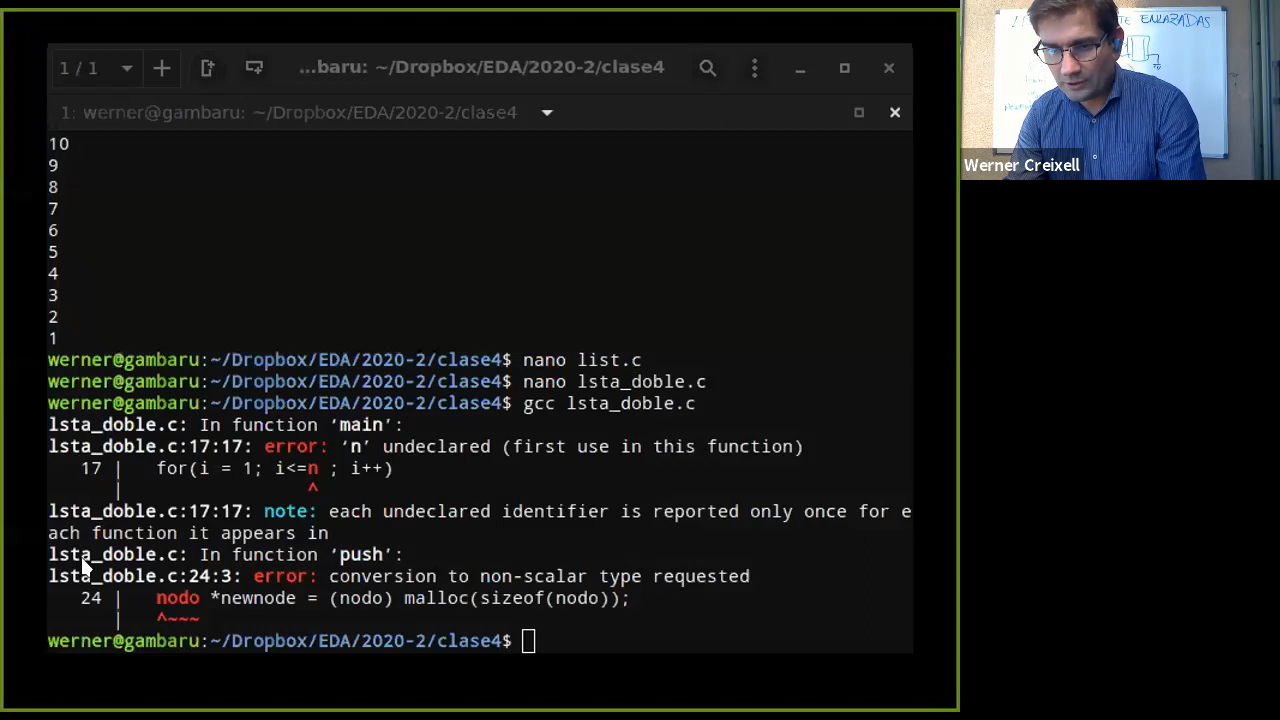 1 / 1
...baru: ~/Dropbox/EDA/2020-2/clase4
1: werner@gambaru: ~/Dropbox/EDA/2020-2/clase4
10
9
8
7
6
5
4
3
2
1
werner@gambaru:~/Dropbox/EDA/2020-2/clase4$ nano list.c
werner@gambaru:~/Dropbox/EDA/2020-2/clase4$ nano lsta_doble.c
werner@gambaru:~/Dropbox/EDA/2020-2/clase4$ gcc lsta_doble.c
lsta_doble.c: In function ‘main’:
lsta_doble.c:17:17: error: ‘n’ undeclared (first use in this function)
17 | for(i = 1; i<=n ; i++)
| ^
lsta_doble.c:17:17: note: each undeclared identifier is reported only once for e
ach function it appears in
lsta_doble.c: In function ‘push’:
lsta_doble.c:24:3: error: conversion to non-scalar type requested
24 | nodo *newnode = (nodo) malloc(sizeof(nodo));
| ^~~~
werner@gambaru:~/Dropbox/EDA/2020-2/clase4$
ENLAZADAS
Werner Creixell